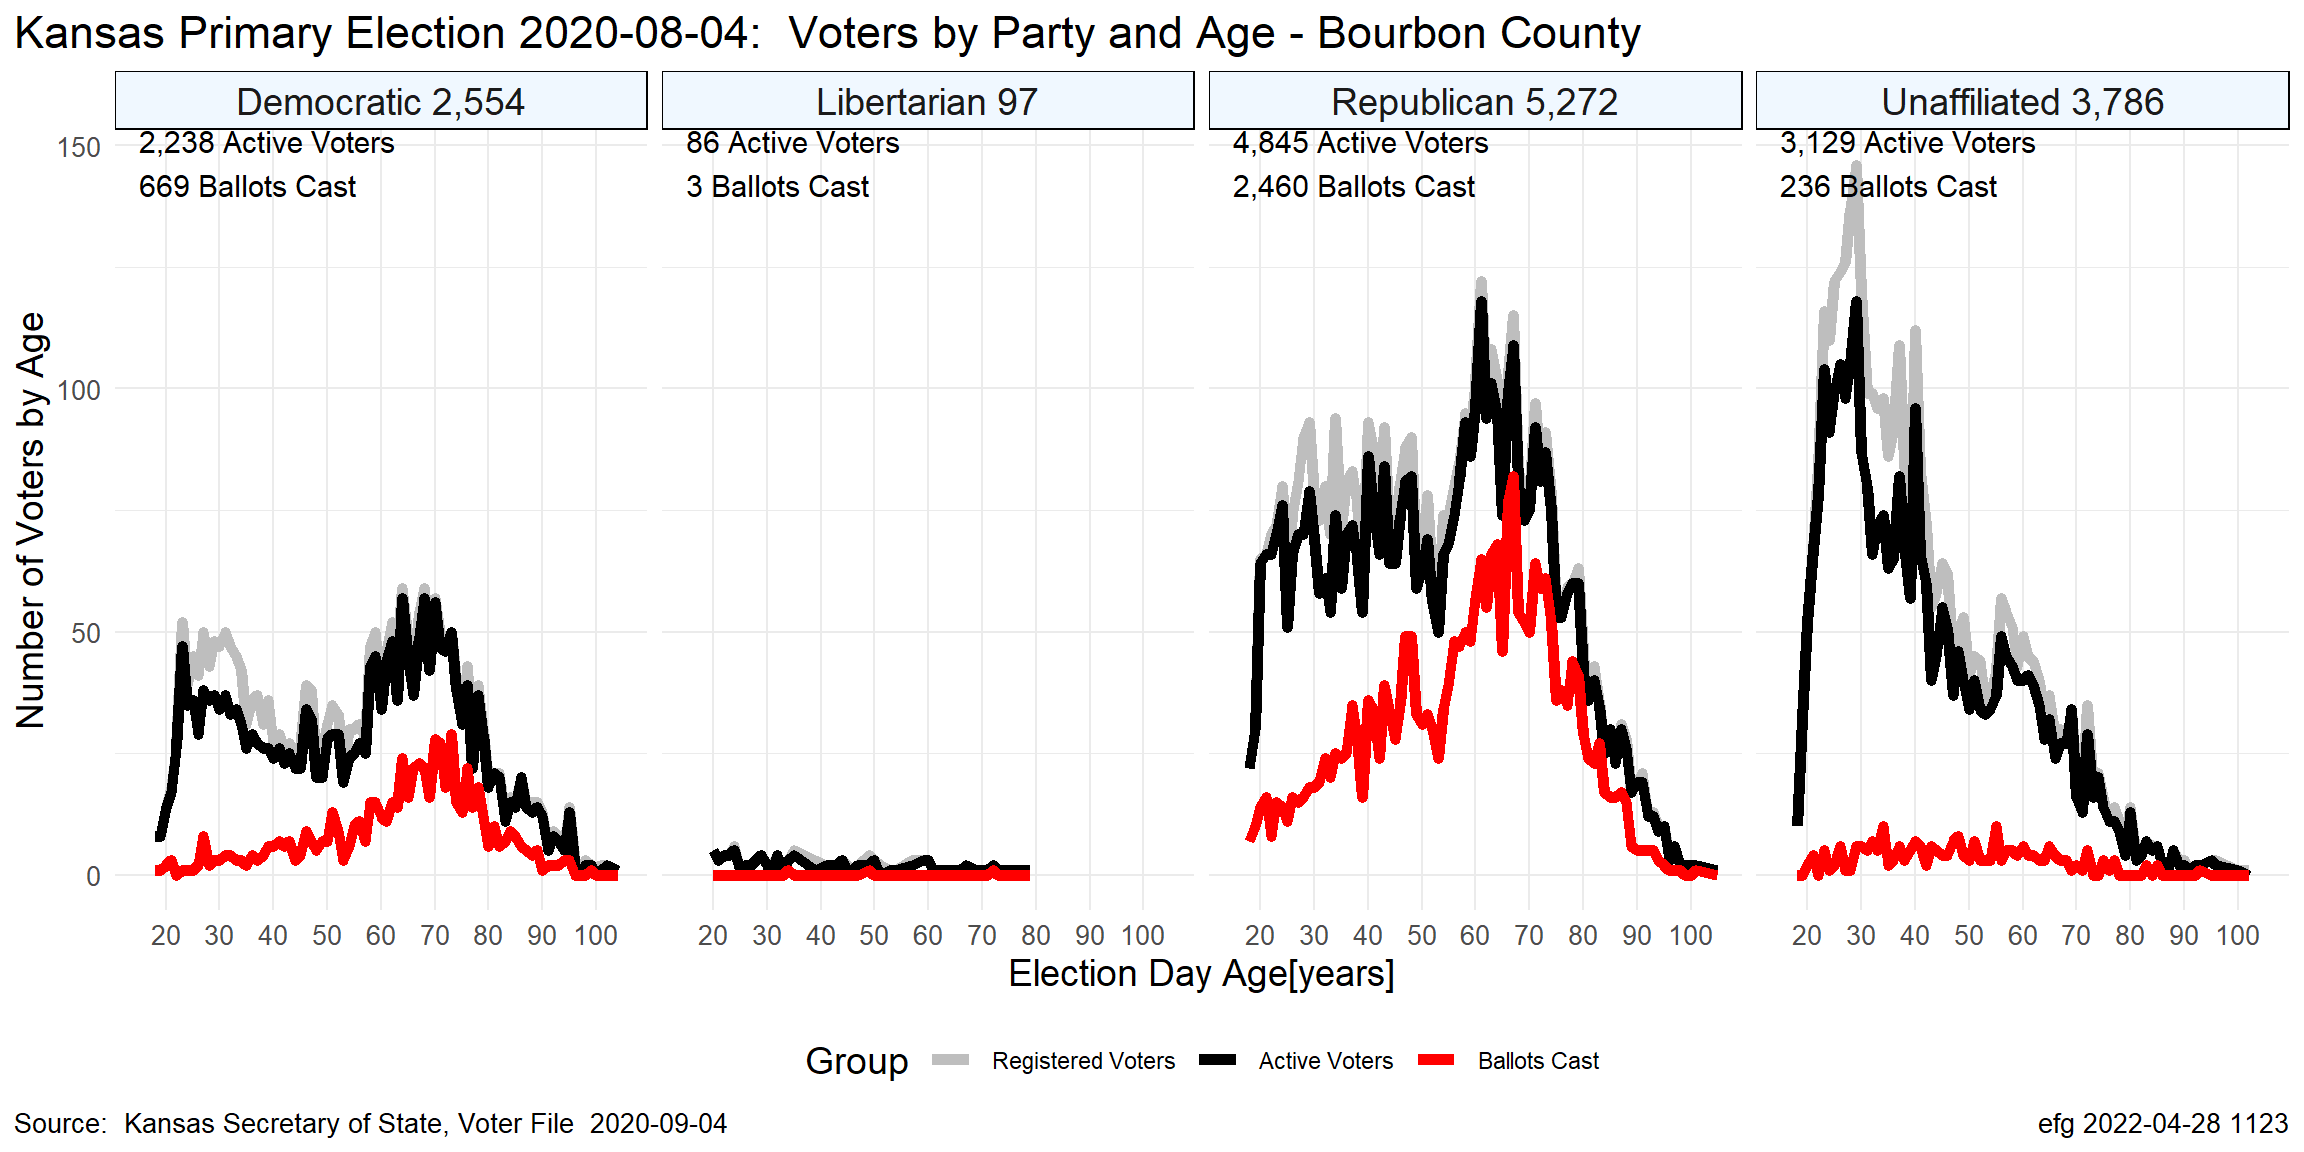 Kansas Primary Election 2020-08-04:  Voters by Party and Age - Bourbon County
Democratic 2,554
Libertarian 97
Republican 5,272
Unaffiliated 3,786
2,238 Active Voters
669 Ballots Cast
86 Active Voters
3 Ballots Cast
4,845 Active Voters
2,460 Ballots Cast
3,129 Active Voters
236 Ballots Cast
Number of Voters by Age
150
100
50
0
20 30 40 50 60 70 80 90 100
20 30 40 50 60 70 80 90 100
20 30 40 50 60 70 80 90 100
20 30 40 50 60 70 80 90 100
Election Day Age[years]
Group Registered Voters Active Voters Ballots Cast
Source:  Kansas Secretary of State, Voter File  2020-09-04
efg 2022-04-28 1123